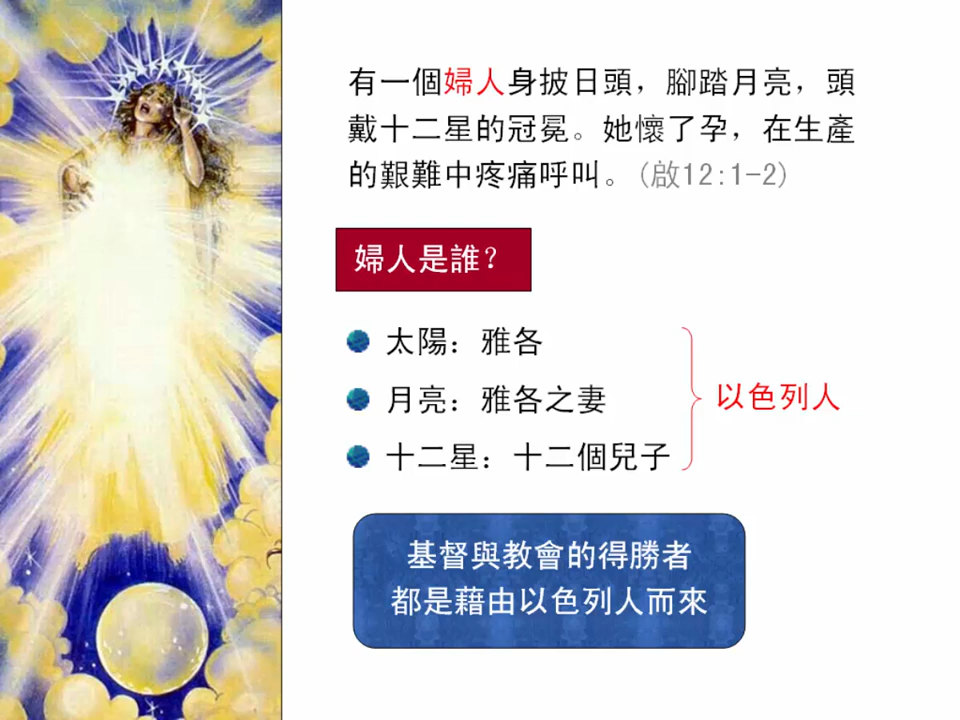 有一個婦人身披日頭，腳踏月亮，頭
戴十二星的冠冕。她懷了孕，在生產
的艱難中疼痛呼叫。(啟12:1-2)
婦人是誰？
太陽：雅各
月亮：雅各之妻
十二星：十二個兒子
以色列人
基督與教會的得勝者
都是藉由以色列人而來